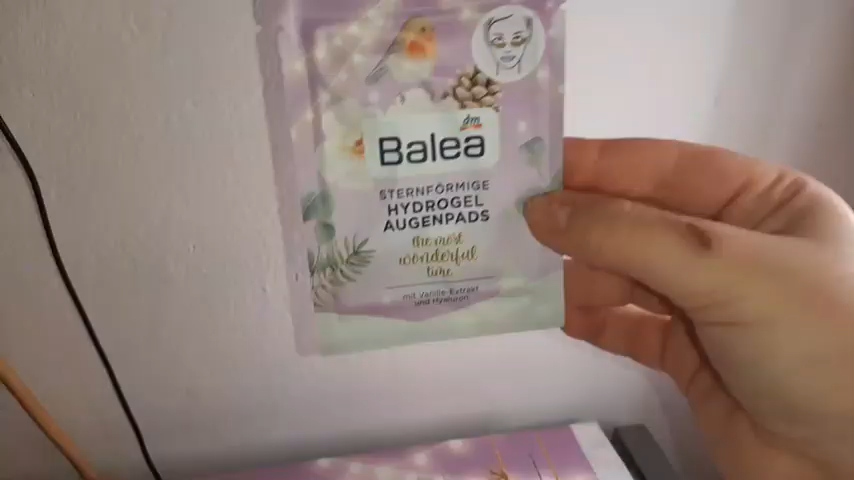 dm
Balea
STERNFÖRMIGE
HYDROGEL
AUGENPADS
the most
wonderful
time
mit Vanille-Extrakt
und Hyaluron